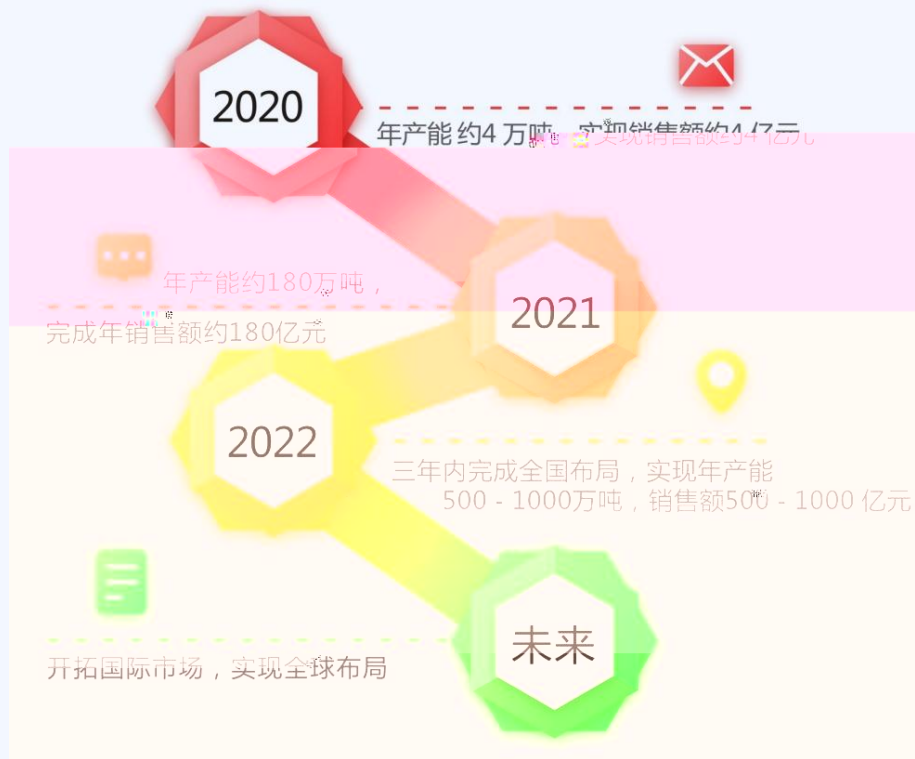 2020
年产能 约4 万吨，实现销售额约4 亿元
年产能约180万吨，
完成年销售额约180亿元
2021
2022
三年内完成全国布局，实现年产能
500 - 1000万吨，销售额500 - 1000 亿元
未来
开拓国际市场，实现全球布局